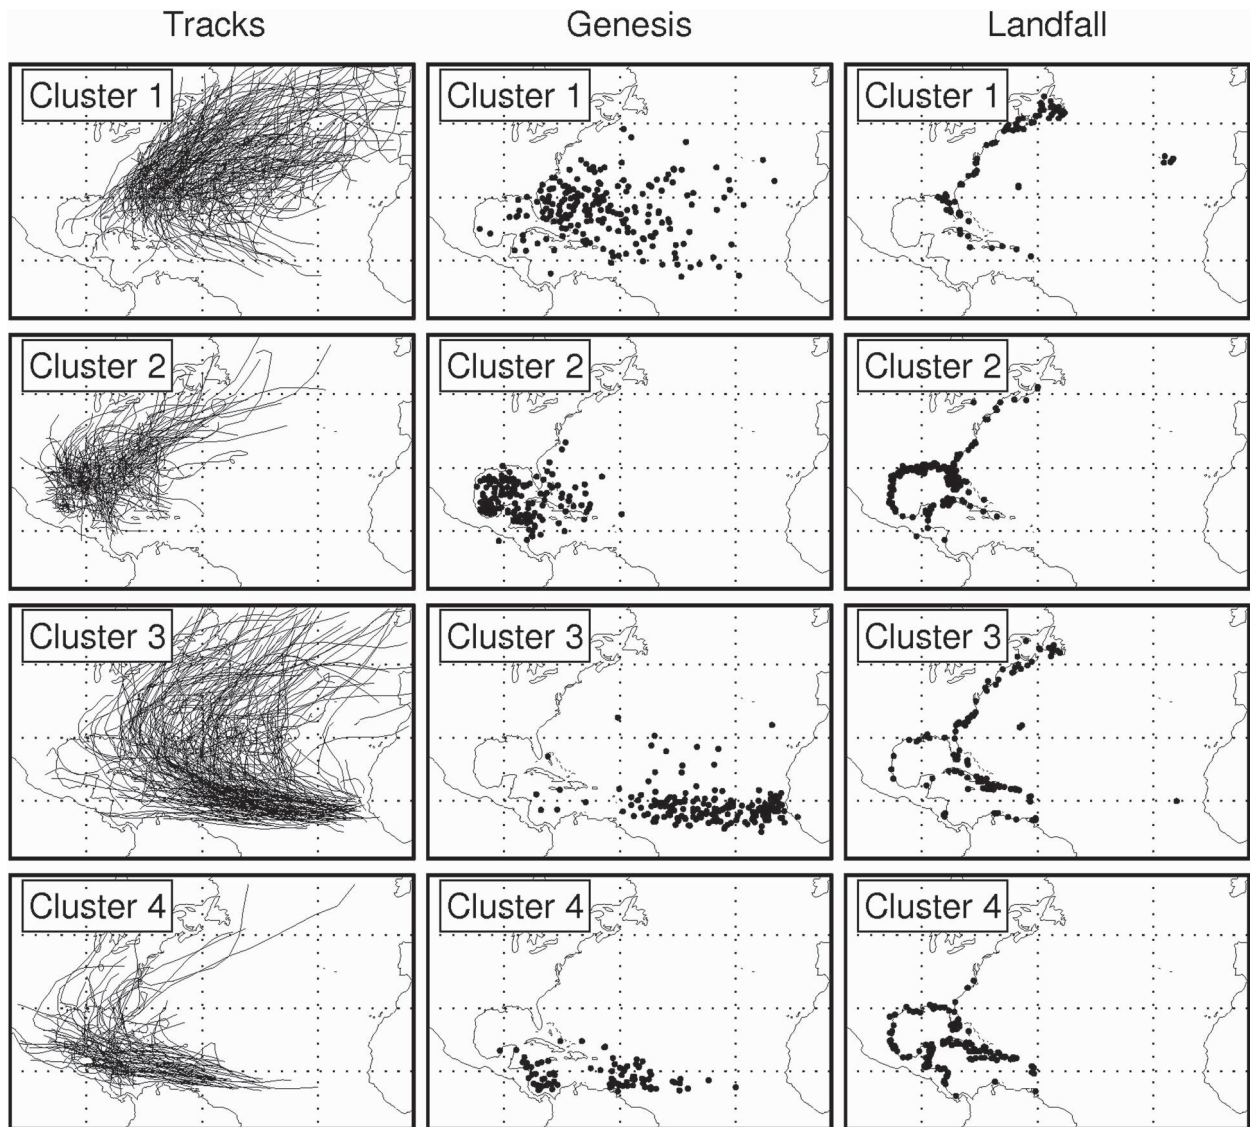 Tracks Genesis Landfall
Cluster 1 Cluster 1 Cluster 1
Cluster 2 Cluster 2 Cluster 2
Cluster 3 Cluster 3 Cluster 3
Cluster 4 Cluster 4 Cluster 4